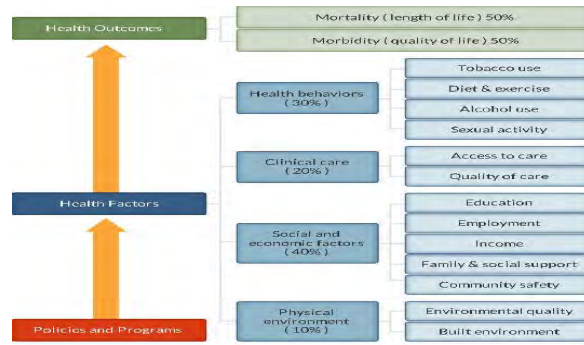 Health Outcomes
Mortality (length of life) 50%
Morbidity (quality of life) 50%
Health behaviors
(30%)
Tobacco use
Diet & exercise
Alcohol use
Sexual activity
Clinical care
(20%)
Access to care
Quality of care
Health Factors
Social and
economic factors
(40%)
Education
Employment
Income
Family & social support
Community safety
Policies and Programs
Physical
environment
(10%)
Environmental quality
Built environment